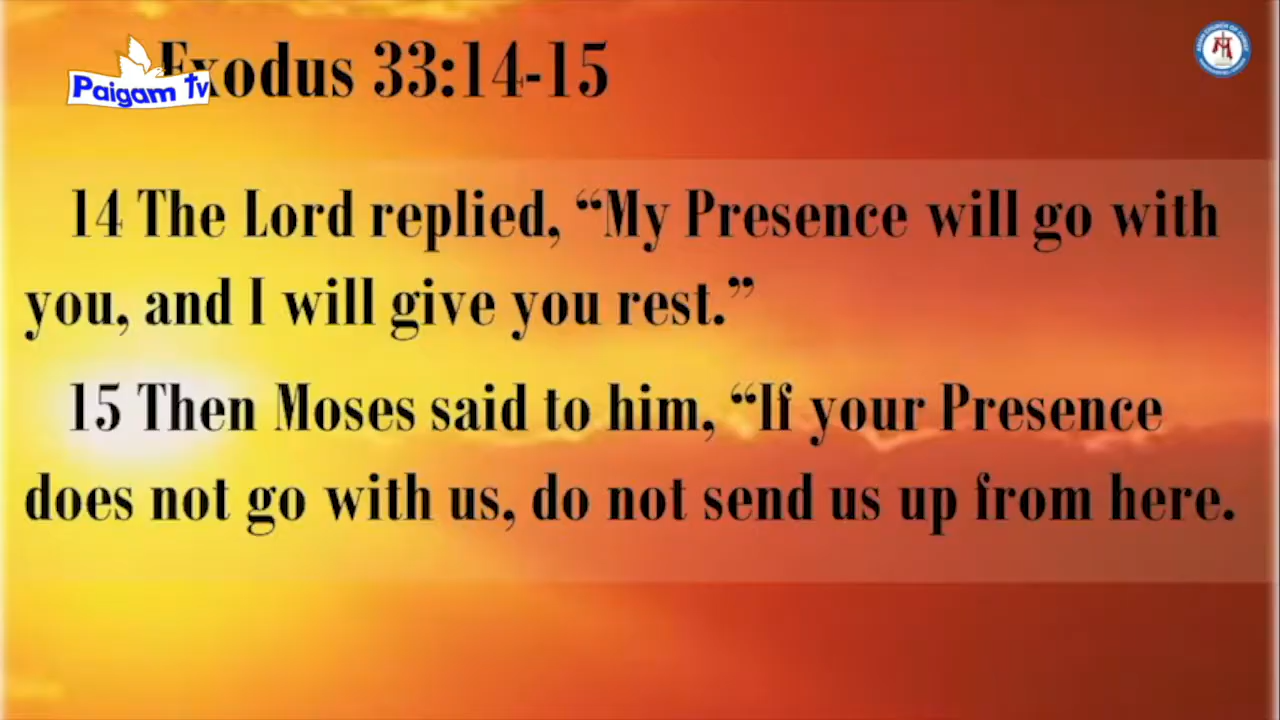 Exodus 33:14-15
Paigam Tv
14 The Lord replied, “My Presence will go with
you, and I will give you rest.”
15 Then Moses said to him, “If your Presence
does not go with us, do not send us up from here.